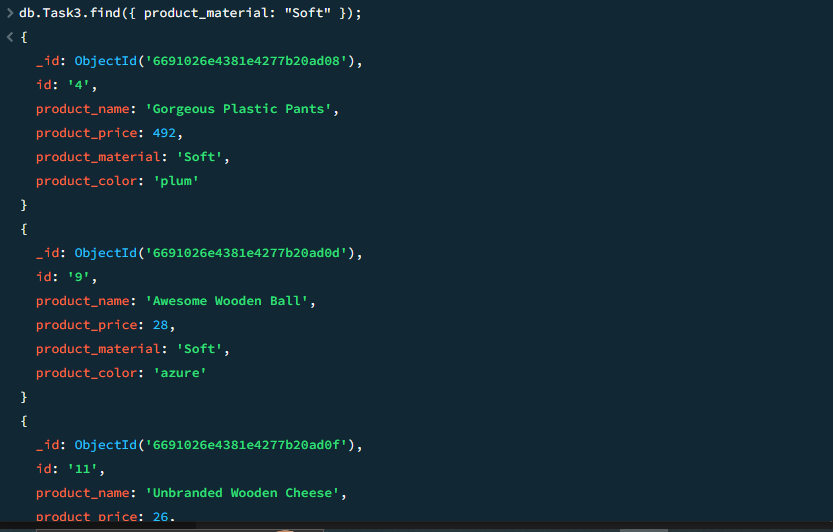 > db.Task3.find({ product_material: "Soft" });
< {
_id: ObjectId('6691026e4381e4277b20ad08'),
id: '4',
product_name: 'Gorgeous Plastic Pants',
product_price: 492,
product_material: 'Soft',
product_color: 'plum'
}
{
_id: ObjectId('6691026e4381e4277b20ad0d'),
id: '9',
product_name: 'Awesome Wooden Ball',
product_price: 28,
product_material: 'Soft',
product_color: 'azure'
}
{
_id: ObjectId('6691026e4381e4277b20ad0f'),
id: '11',
product_name: 'Unbranded Wooden Cheese',
product_price: 26,